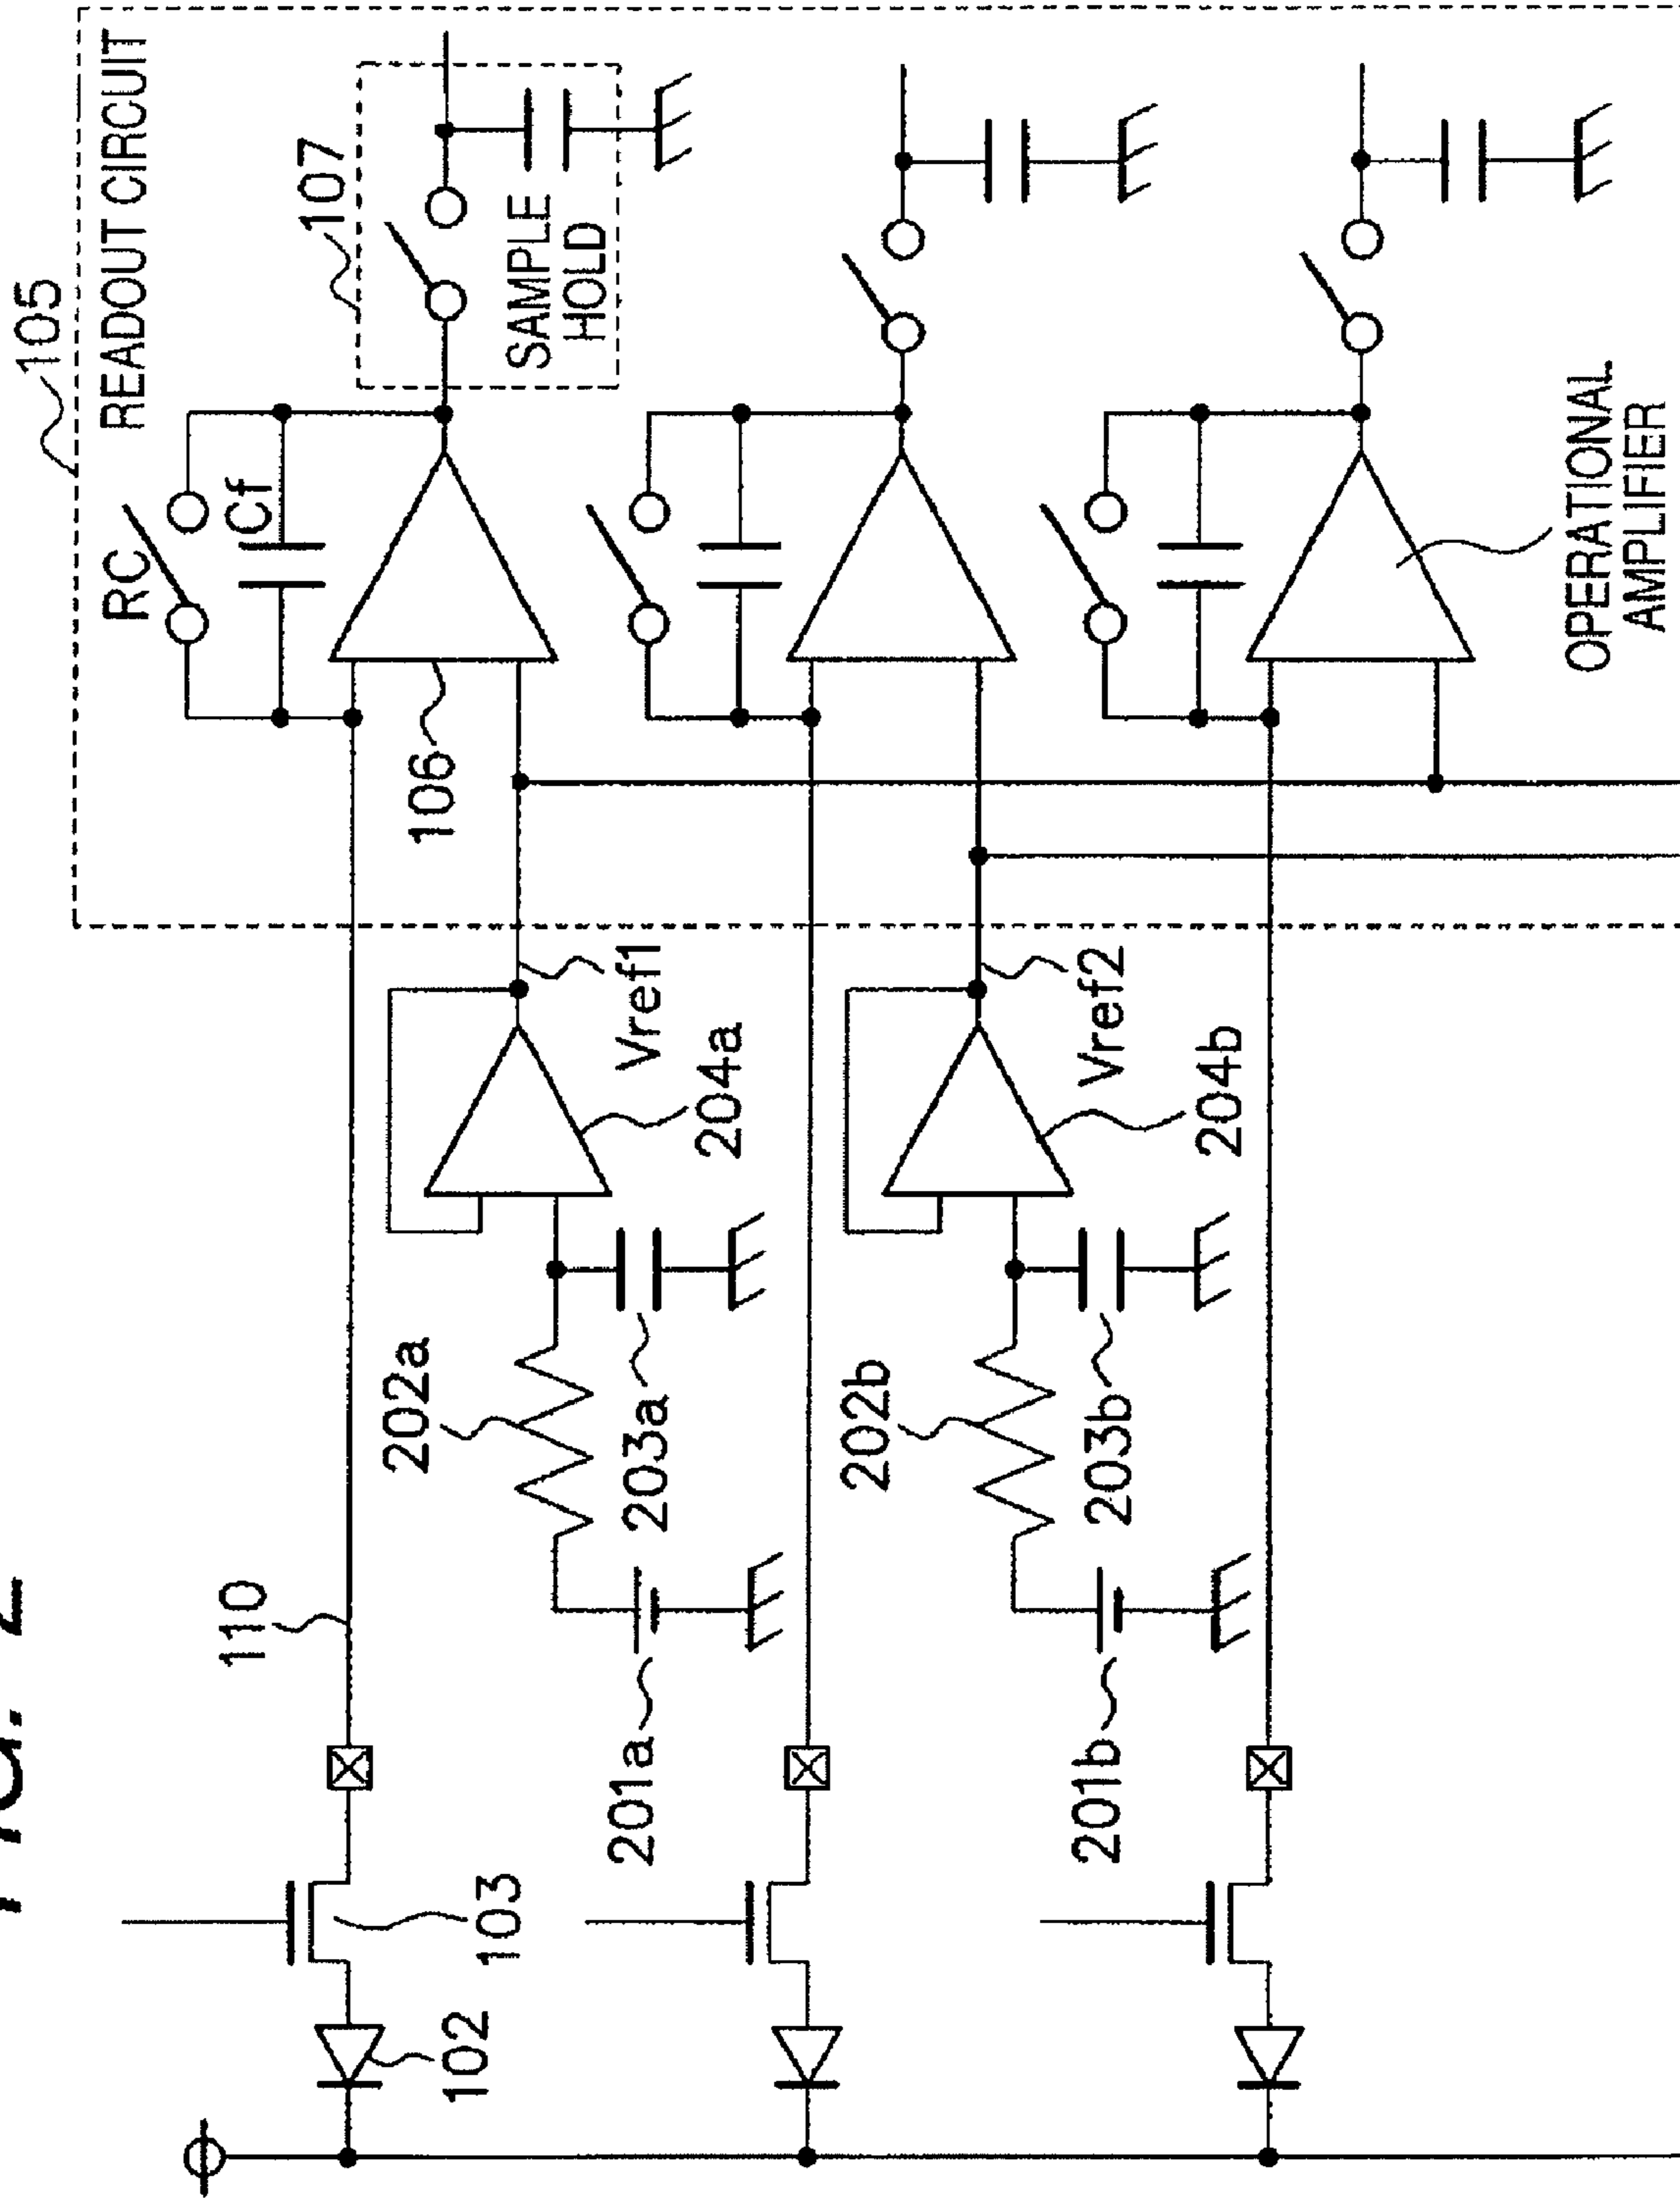 105
READOUT CIRCUIT
RC
Cf
107
SAMPLE
HOLD
106
OPERATIONAL
AMPLIFIER
110
202a
203a
201a
Vref1
204a
202b
203b
201b
Vref2
204b
102
103